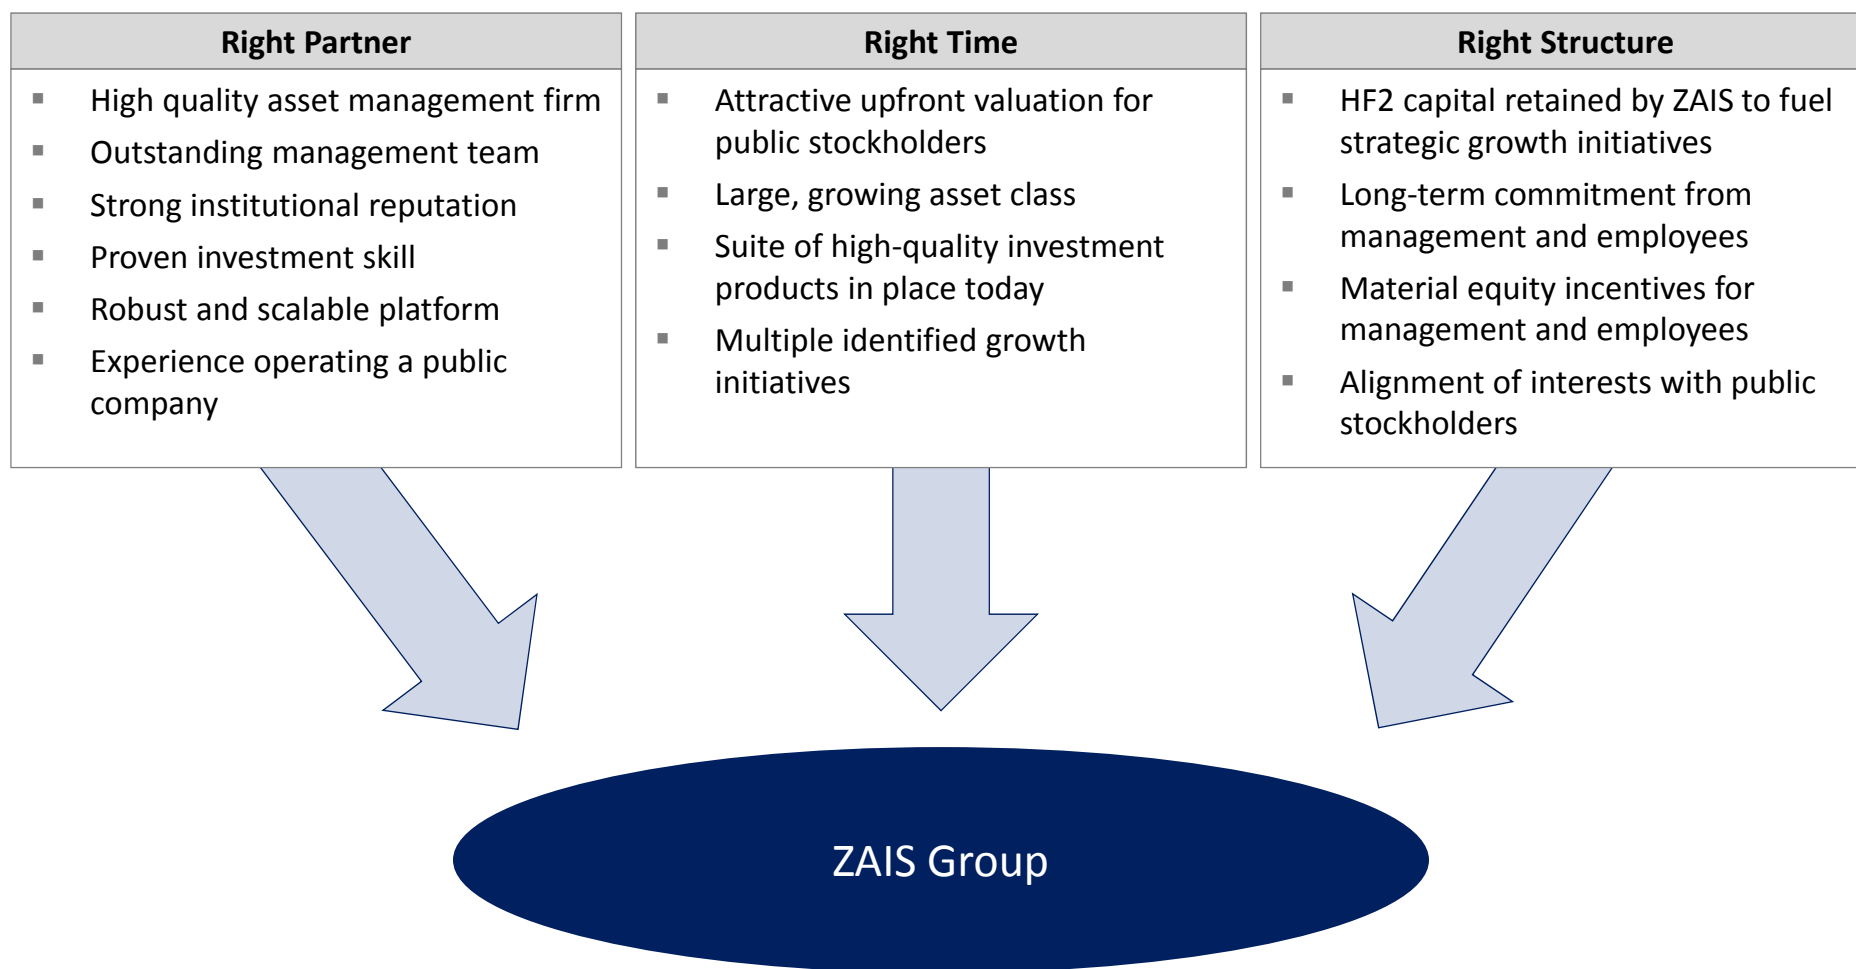 Right Partner
▪ High quality asset management firm
▪ Outstanding management team
▪ Strong institutional reputation
▪ Proven investment skill
▪ Robust and scalable platform
▪ Experience operating a public
company
Right Time
▪ Attractive upfront valuation for
public stockholders
▪ Large, growing asset class
▪ Suite of high-quality investment
products in place today
▪ Multiple identified growth
initiatives
Right Structure
▪ HF2 capital retained by ZAIS to fuel
strategic growth initiatives
▪ Long-term commitment from
management and employees
▪ Material equity incentives for
management and employees
▪ Alignment of interests with public
stockholders
ZAIS Group